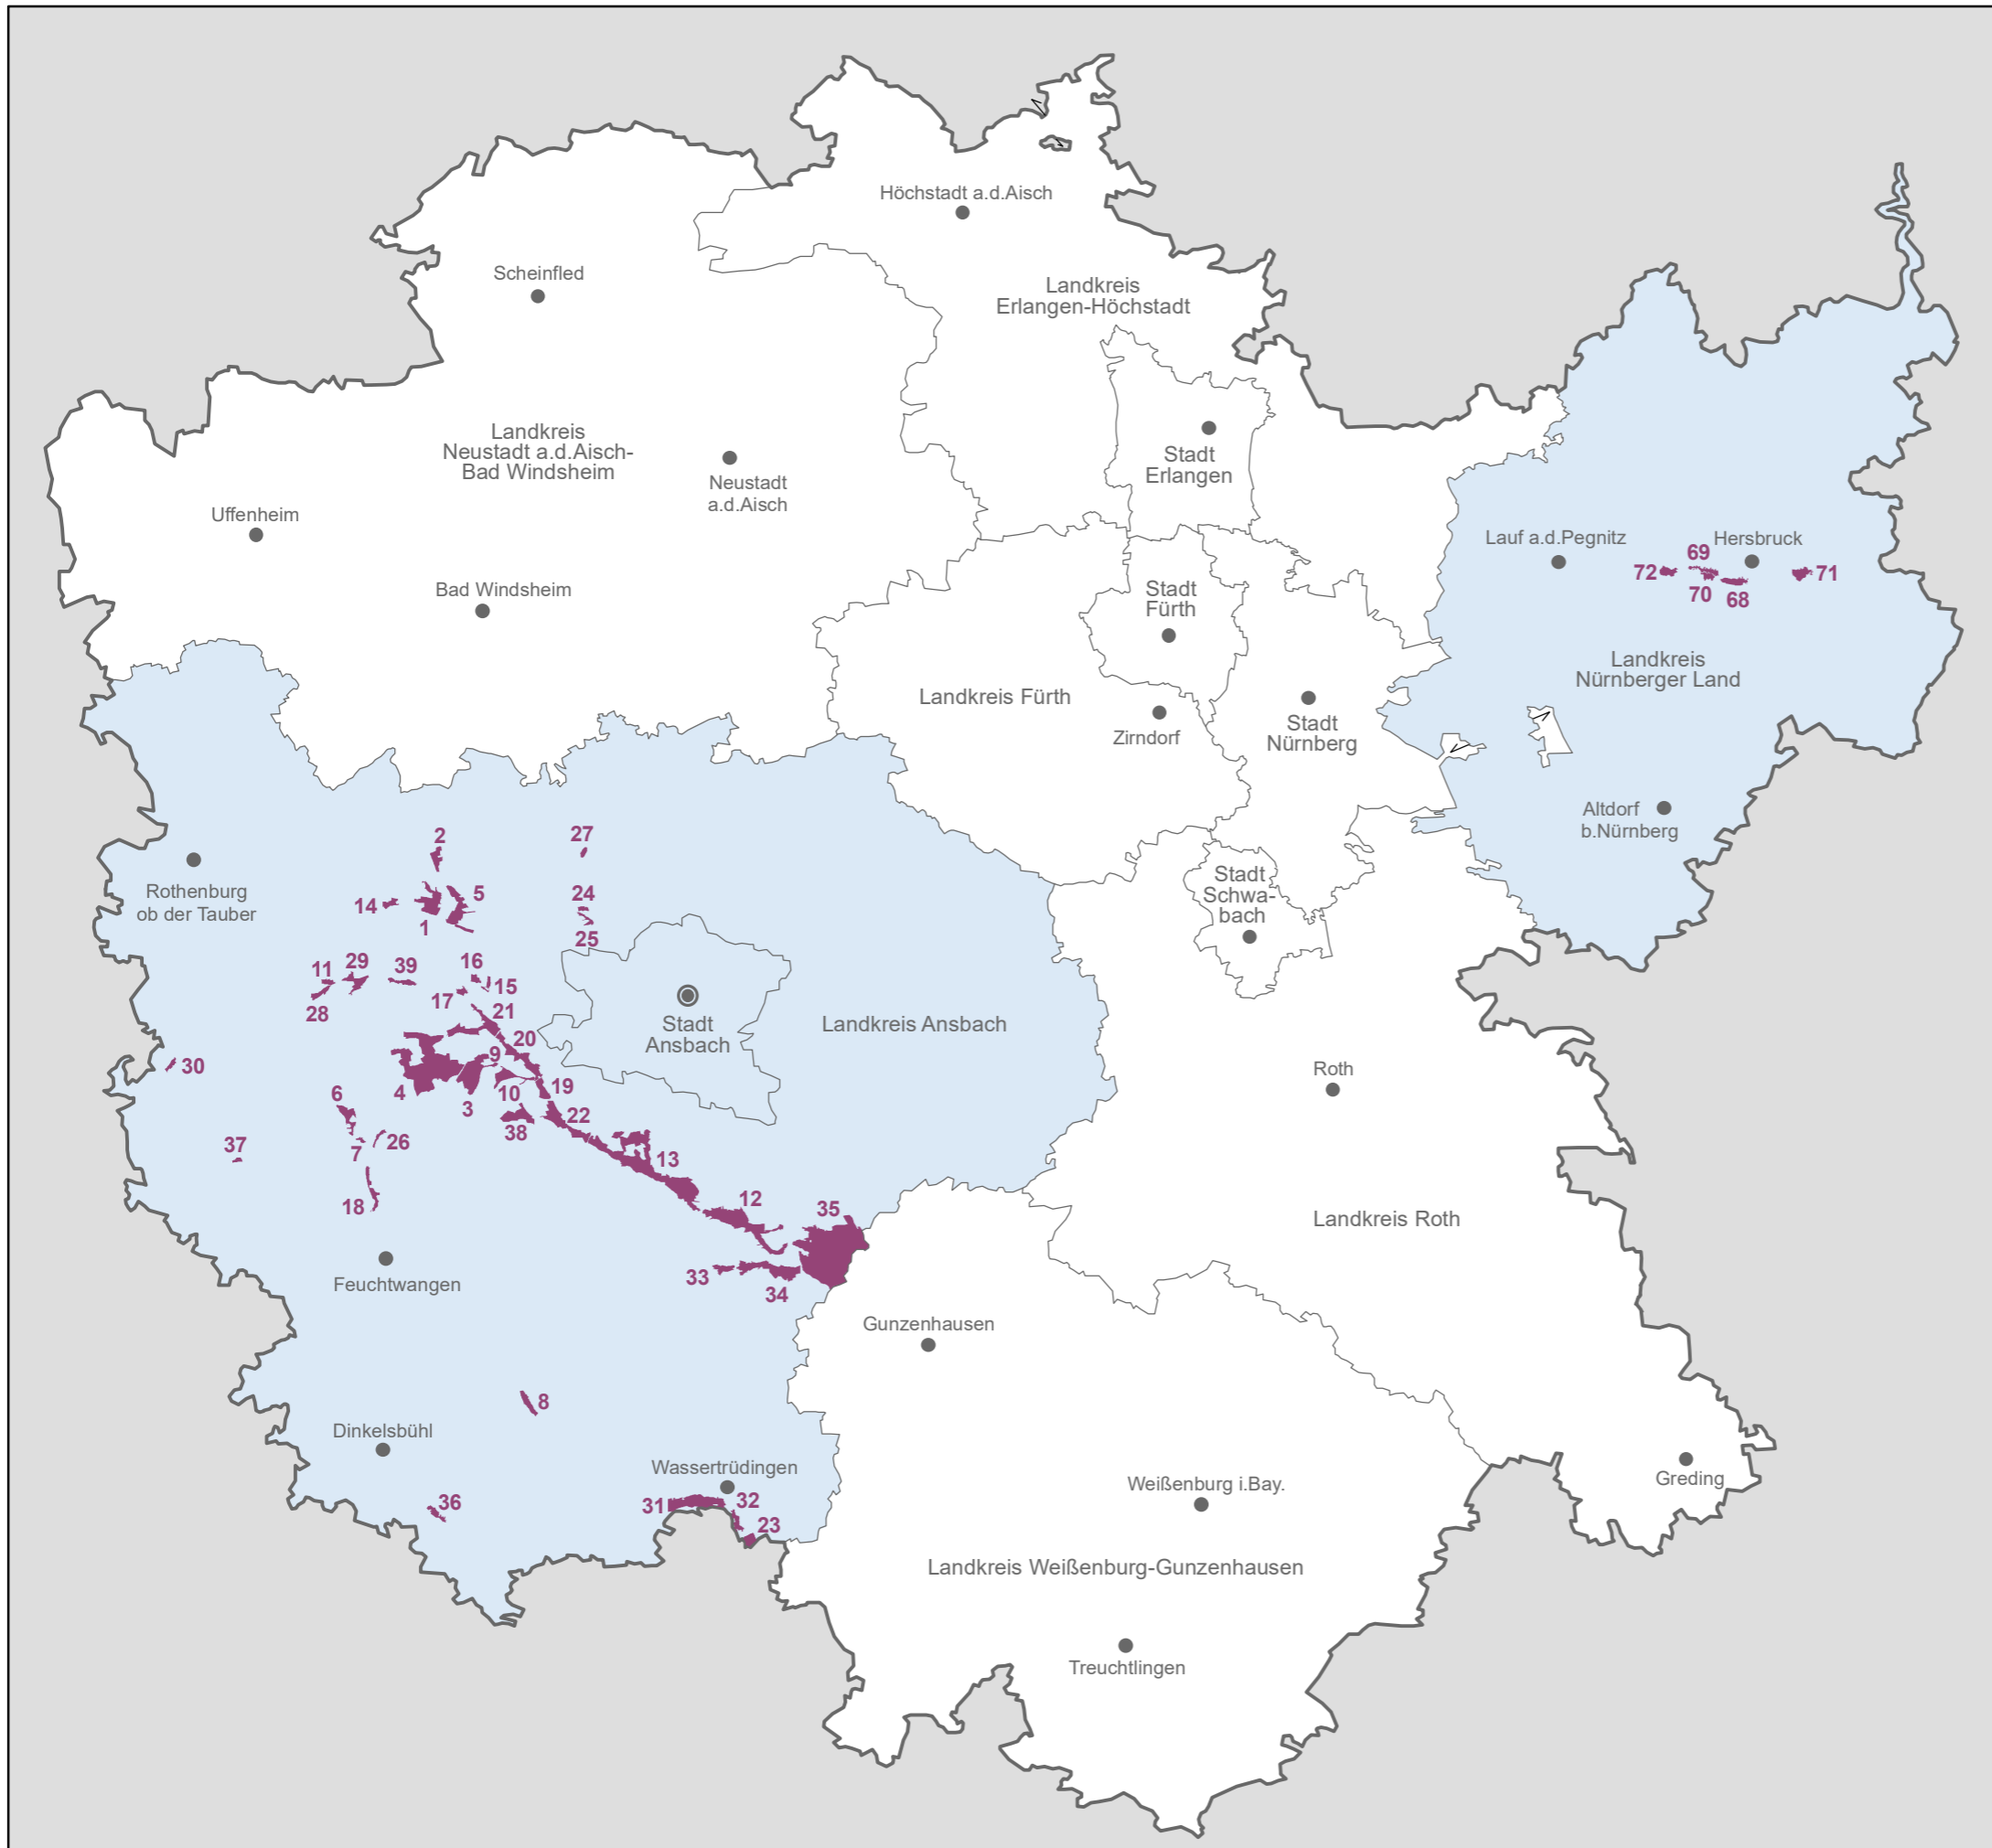 Höchstadt a.d.Aisch
Scheinfled
Landkreis
Erlangen-Höchstadt
Landkreis
Neustadt a.d.Aisch-
Bad Windsheim
Neustadt
a.d.Aisch
Stadt
Erlangen
Uffenheim
Bad Windsheim
Lauf a.d.Pegnitz
Hersbruck
69
72
71
70
68
Stadt
Fürth
Landkreis
Nürnberger Land
Landkreis Fürth
Zirndorf
Stadt
Nürnberg
Altdorf
b.Nürnberg
2
27
Rothenburg
ob der Tauber
14
5
1
24
25
Stadt
Schwa-
bach
11
29
39
16
15
17
28
21
20
Stadt
Ansbach
Landkreis Ansbach
30
9
4
3
10
19
6
22
38
26
7
37
13
18
12
35
33
34
Roth
Landkreis Roth
Feuchtwangen
Gunzenhausen
8
Dinkelsbühl
Wassertrüdingen
36
31
32
23
Weißenburg i.Bay.
Greding
Landkreis Weißenburg-Gunzenhausen
Treuchtlingen